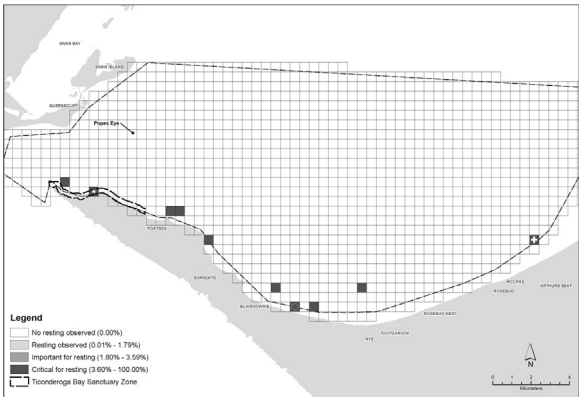 SWAN BAY
SWAN ISLAND
QUEENSCLIFF
Popes Eye
PORTSEA
SORRENTO
BLAIRGOWRIE
RYE
TOOTGAROOK
ROSEBUD WEST
ROSEBUD
MCCRAE
ARTHURS SEAT
Legend
No resting observed (0.00%)
Resting observed (0.01% - 1.79%)
Important for resting (1.80% - 3.59%)
Critical for resting (3.60% - 100.00%)
Ticonderoga Bay Sanctuary Zone
N
0 1 2 4
Kilometers